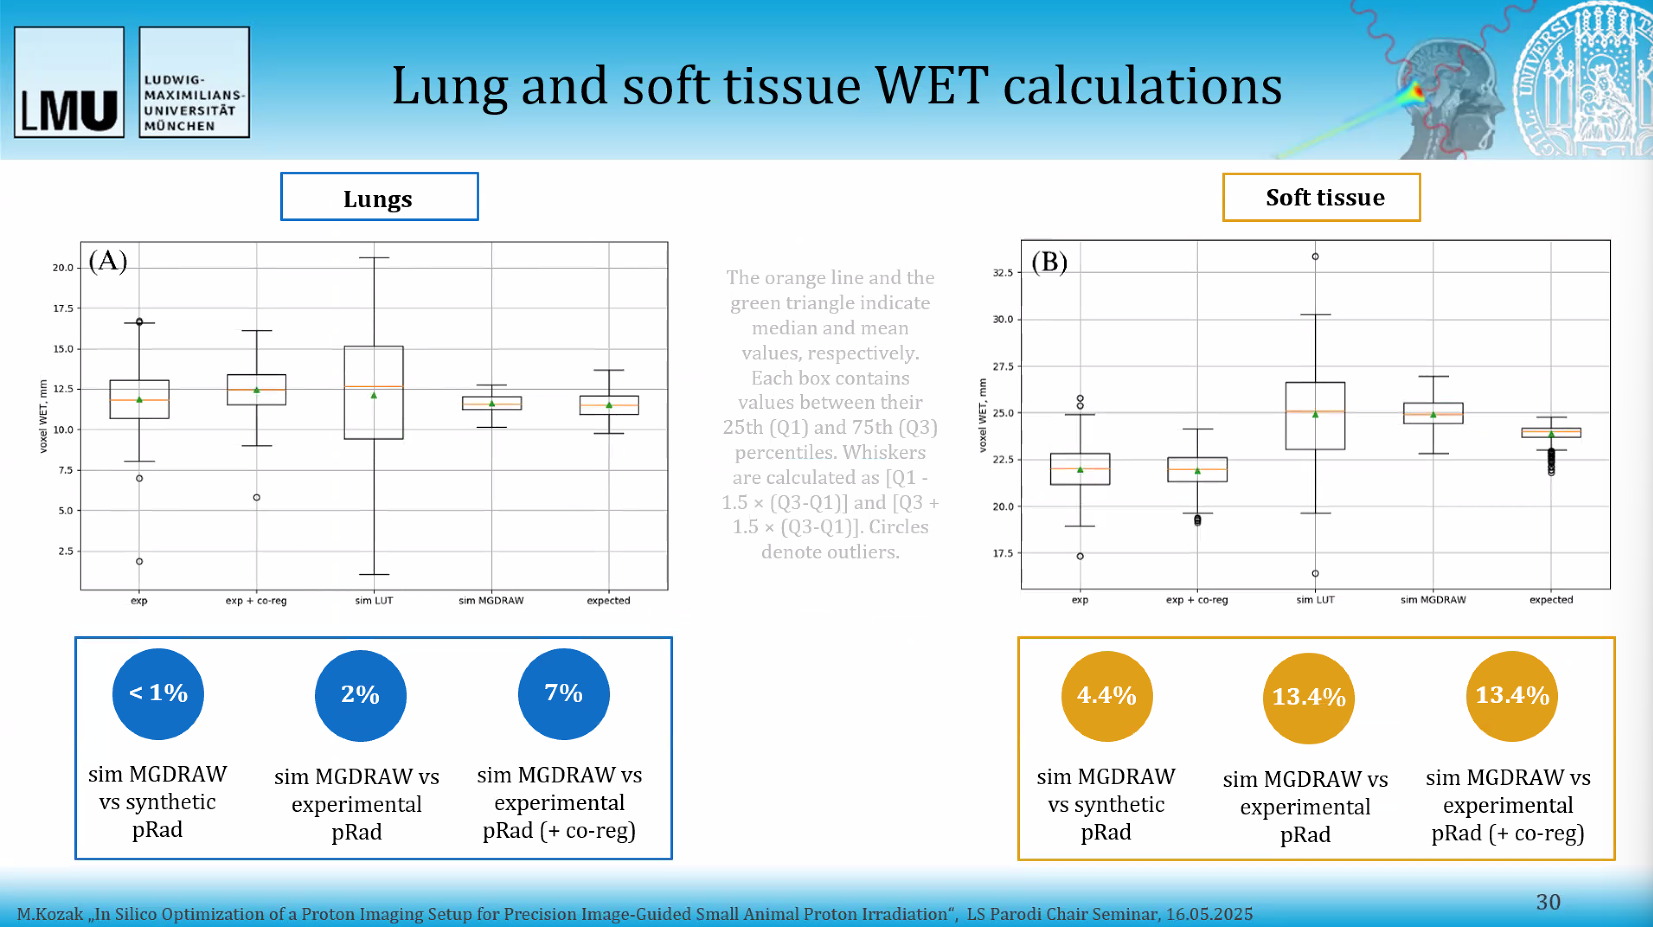 LMU
LUDWIG-
MAXIMILIANS-
UNIVERSITÄT
MÜNCHEN
Lung and soft tissue WET calculations
Lungs
(A)
voxel WET, mm
20.0
17.5
15.0
12.5
10.0
7.5
5.0
2.5
exp
exp + co-reg
sim LUT
sim MGDRAW
expected
The orange line and the
green triangle indicate
median and mean
values, respectively.
Each box contains
values between their
25th (Q1) and 75th (Q3)
percentiles. Whiskers
are calculated as [Q1 -
1.5 × (Q3-Q1)] and [Q3 +
1.5 × (Q3-Q1)]. Circles
denote outliers.
Soft tissue
(B)
voxel WET, mm
32.5
30.0
27.5
25.0
22.5
20.0
17.5
exp
exp + co-reg
sim LUT
sim MGDRAW
expected
< 1%
sim MGDRAW
vs synthetic
pRad
2%
sim MGDRAW vs
experimental
pRad
7%
sim MGDRAW vs
experimental
pRad (+ co-reg)
4.4%
sim MGDRAW
vs synthetic
pRad
13.4%
sim MGDRAW vs
experimental
pRad
13.4%
sim MGDRAW vs
experimental
pRad (+ co-reg)
M.Kozak „In Silico Optimization of a Proton Imaging Setup for Precision Image-Guided Small Animal Proton Irradiation“, LS Parodi Chair Seminar, 16.05.2025
30